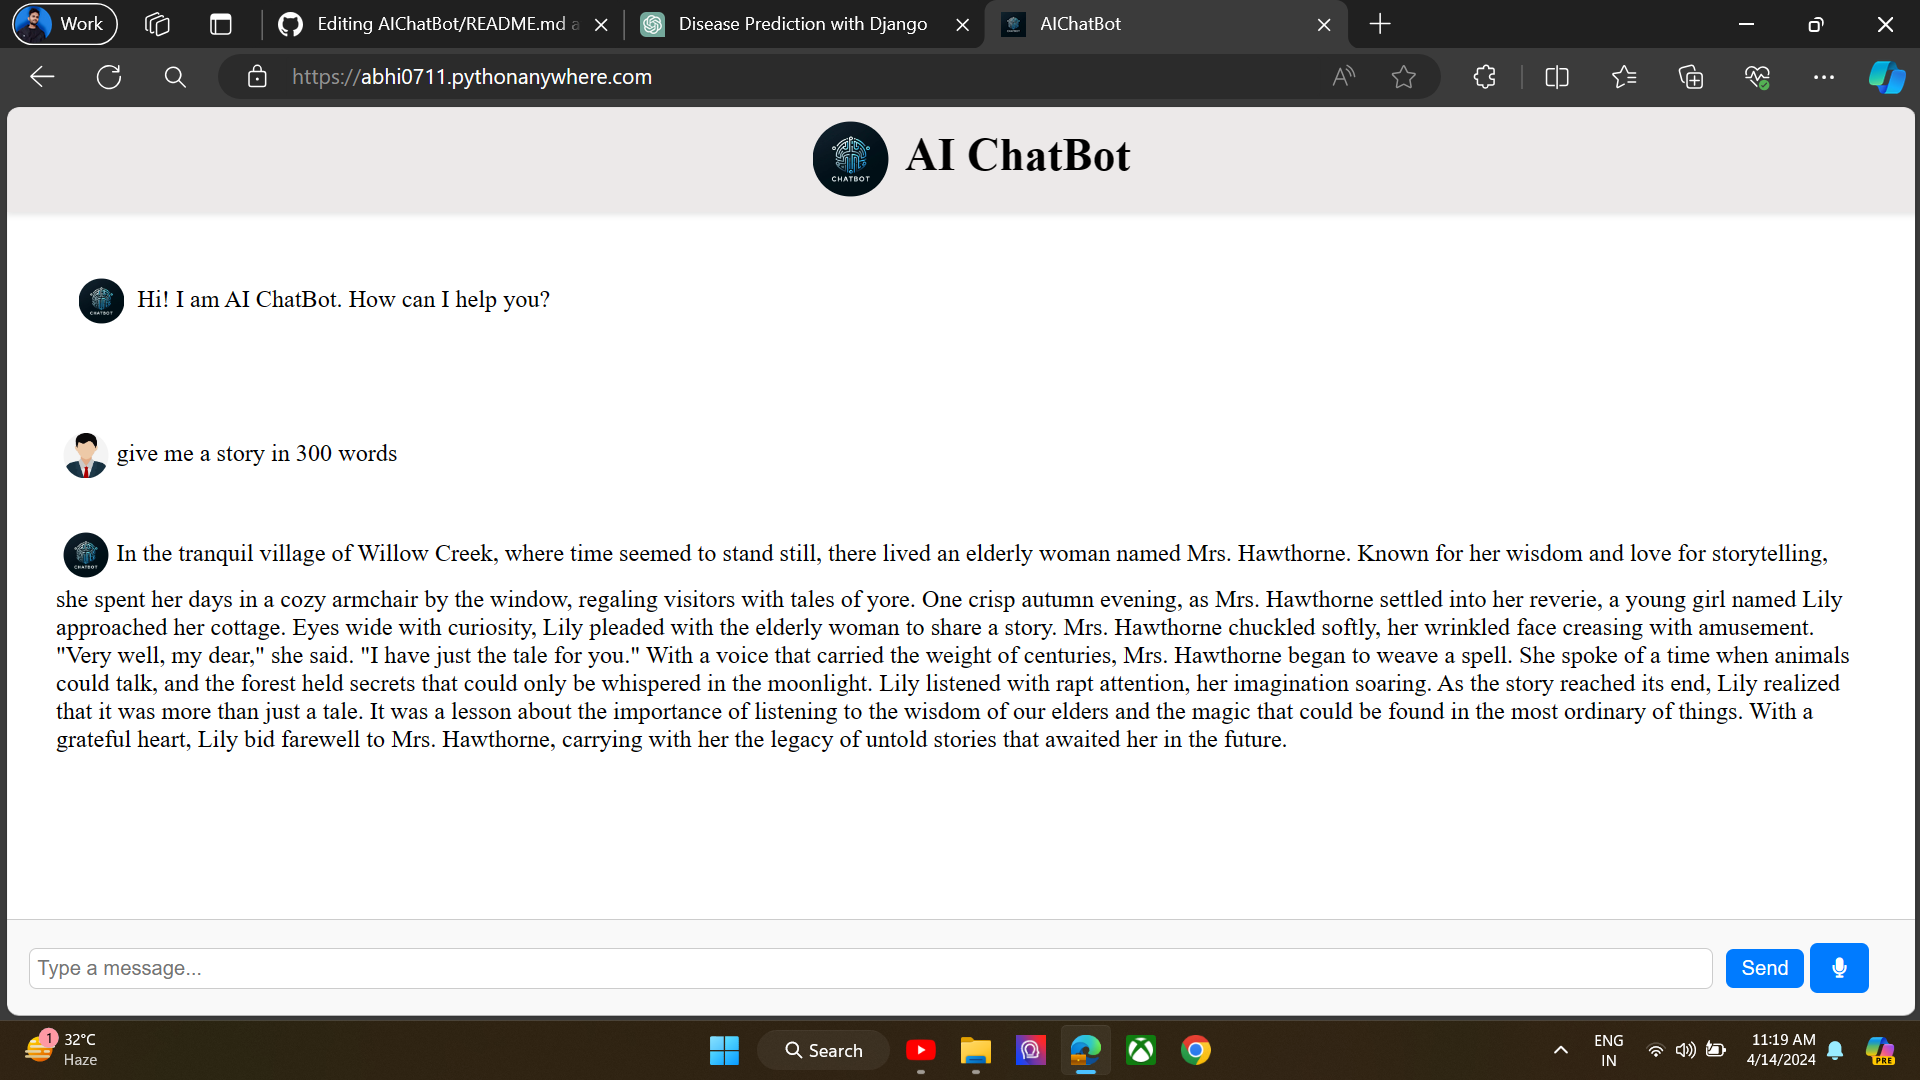 Work
Editing AIChatBot/README.md a
Disease Prediction with Django
AIChatBot
https://abhi0711.pythonanywhere.com
CHATBOT
AI ChatBot
CHATBOT
Hi! I am AI ChatBot. How can I help you?
give me a story in 300 words
CHATBOT
In the tranquil village of Willow Creek, where time seemed to stand still, there lived an elderly woman named Mrs. Hawthorne. Known for her wisdom and love for storytelling,
she spent her days in a cozy armchair by the window, regaling visitors with tales of yore. One crisp autumn evening, as Mrs. Hawthorne settled into her reverie, a young girl named Lily
approached her cottage. Eyes wide with curiosity, Lily pleaded with the elderly woman to share a story. Mrs. Hawthorne chuckled softly, her wrinkled face creasing with amusement.
"Very well, my dear," she said. "I have just the tale for you." With a voice that carried the weight of centuries, Mrs. Hawthorne began to weave a spell. She spoke of a time when animals
could talk, and the forest held secrets that could only be whispered in the moonlight. Lily listened with rapt attention, her imagination soaring. As the story reached its end, Lily realized
that it was more than just a tale. It was a lesson about the importance of listening to the wisdom of our elders and the magic that could be found in the most ordinary of things. With a
grateful heart, Lily bid farewell to Mrs. Hawthorne, carrying with her the legacy of untold stories that awaited her in the future.
Type a message...
Send
1
32°C
Haze
Search
ENG
IN
11:19 AM
4/14/2024
PRE